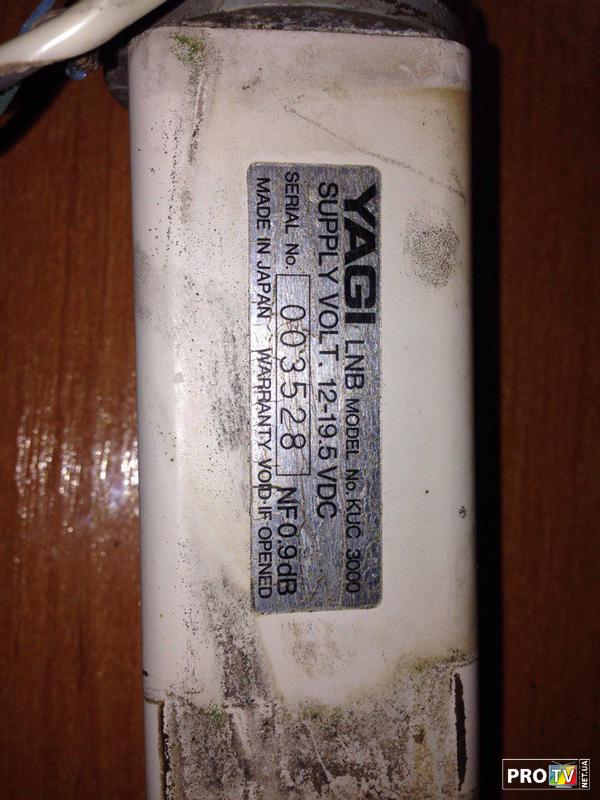 YAGI LNB MODEL No. KUC 3000
SUPPLY VOLT. 12-19.5 VDC
SERIAL No. 003528 NF 0.9dB
MADE IN JAPAN WARRANTY VOID IF OPENED
PRO TV NET.UA